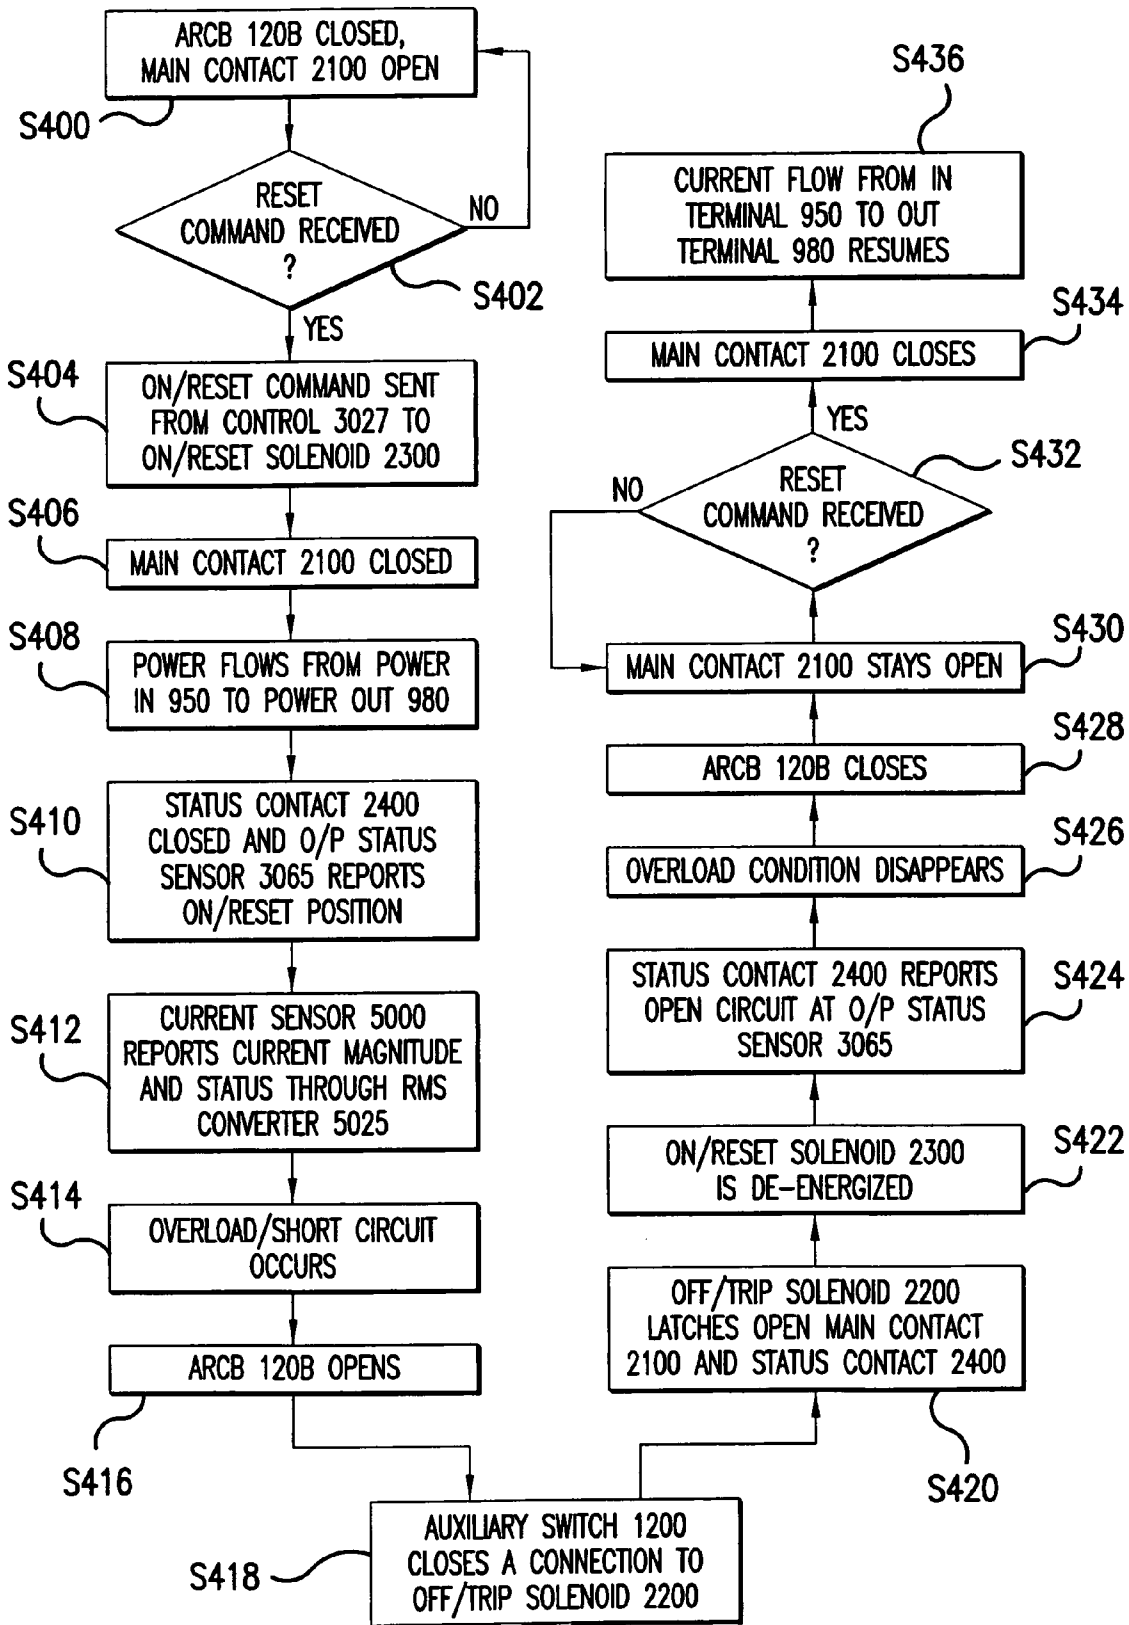 ARCB 120B CLOSED,
MAIN CONTACT 2100 OPEN
S400
RESET
COMMAND RECEIVED
?
NO
S402
YES
S404
ON/RESET COMMAND SENT
FROM CONTROL 3027 TO
ON/RESET SOLENOID 2300
S406
MAIN CONTACT 2100 CLOSED
S408
POWER FLOWS FROM POWER
IN 950 TO POWER OUT 980
S410
STATUS CONTACT 2400
CLOSED AND O/P STATUS
SENSOR 3065 REPORTS
ON/RESET POSITION
S412
CURRENT SENSOR 5000
REPORTS CURRENT MAGNITUDE
AND STATUS THROUGH RMS
CONVERTER 5025
S414
OVERLOAD/SHORT CIRCUIT
OCCURS
ARCB 120B OPENS
S416
S418
AUXILIARY SWITCH 1200
CLOSES A CONNECTION TO
OFF/TRIP SOLENOID 2200
OFF/TRIP SOLENOID 2200
LATCHES OPEN MAIN CONTACT
2100 AND STATUS CONTACT 2400
S420
ON/RESET SOLENOID 2300
IS DE-ENERGIZED
S422
STATUS CONTACT 2400 REPORTS
OPEN CIRCUIT AT O/P STATUS
SENSOR 3065
S424
OVERLOAD CONDITION DISAPPEARS
S426
ARCB 120B CLOSES
S428
MAIN CONTACT 2100 STAYS OPEN
S430
RESET
COMMAND RECEIVED
?
NO
S432
YES
MAIN CONTACT 2100 CLOSES
S434
CURRENT FLOW FROM IN
TERMINAL 950 TO OUT
TERMINAL 980 RESUMES
S436